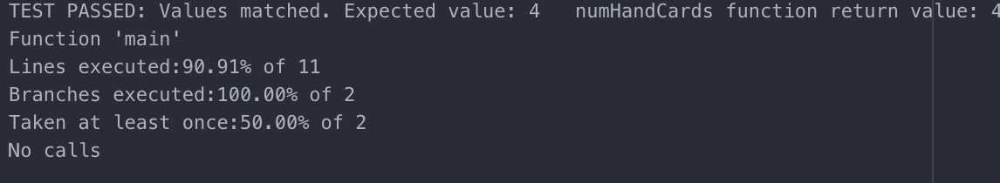 TEST PASSED: Values matched. Expected value: 4   numHandCards function return value: 4
Function 'main'
Lines executed:90.91% of 11
Branches executed:100.00% of 2
Taken at least once:50.00% of 2
No calls